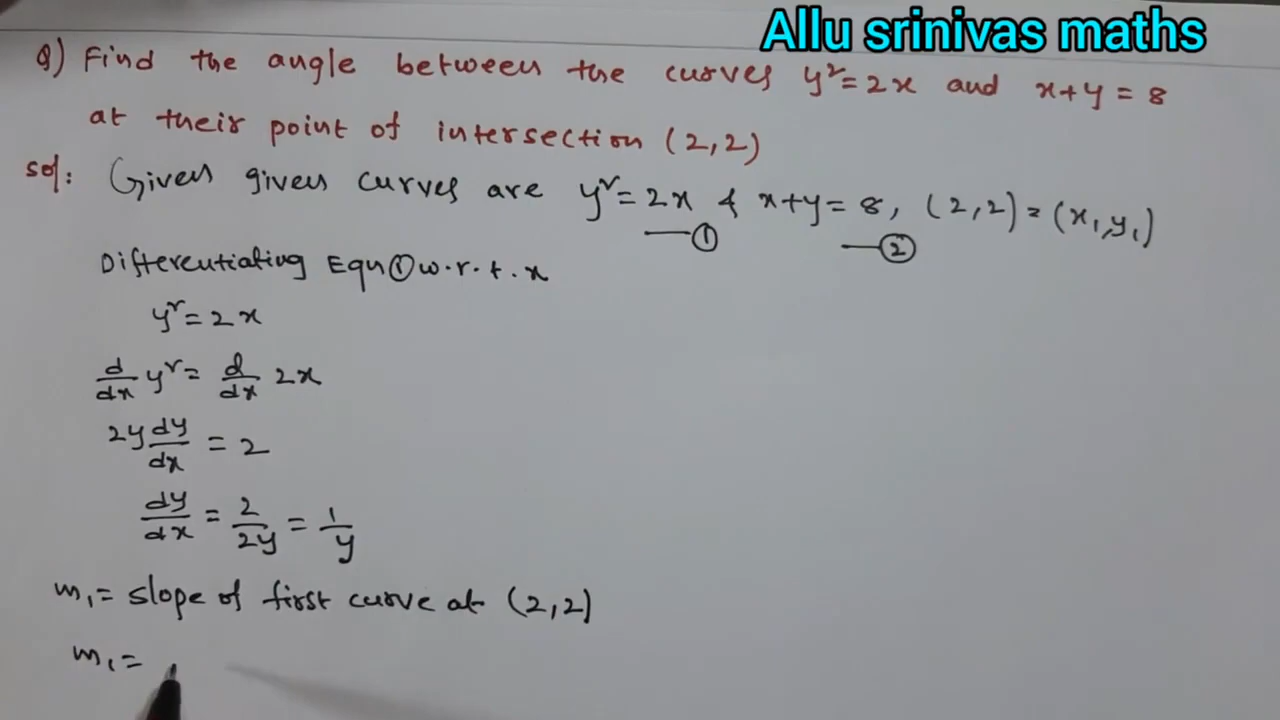 Allu srinivas maths
Q) Find the angle between the curves y²=2x and x+y=8
at their point of intersection (2,2)
Sol: Given given curves are y²=2x & x+y=8, (2,2)=(x₁,y₁)
—① —②
Differentiating Equn① w.r.t.x
y²=2x
d/dx y²= d/dx 2x
2y dy/dx = 2
dy/dx = 2/2y = 1/y
m₁= slope of first curve at (2,2)
m₁=